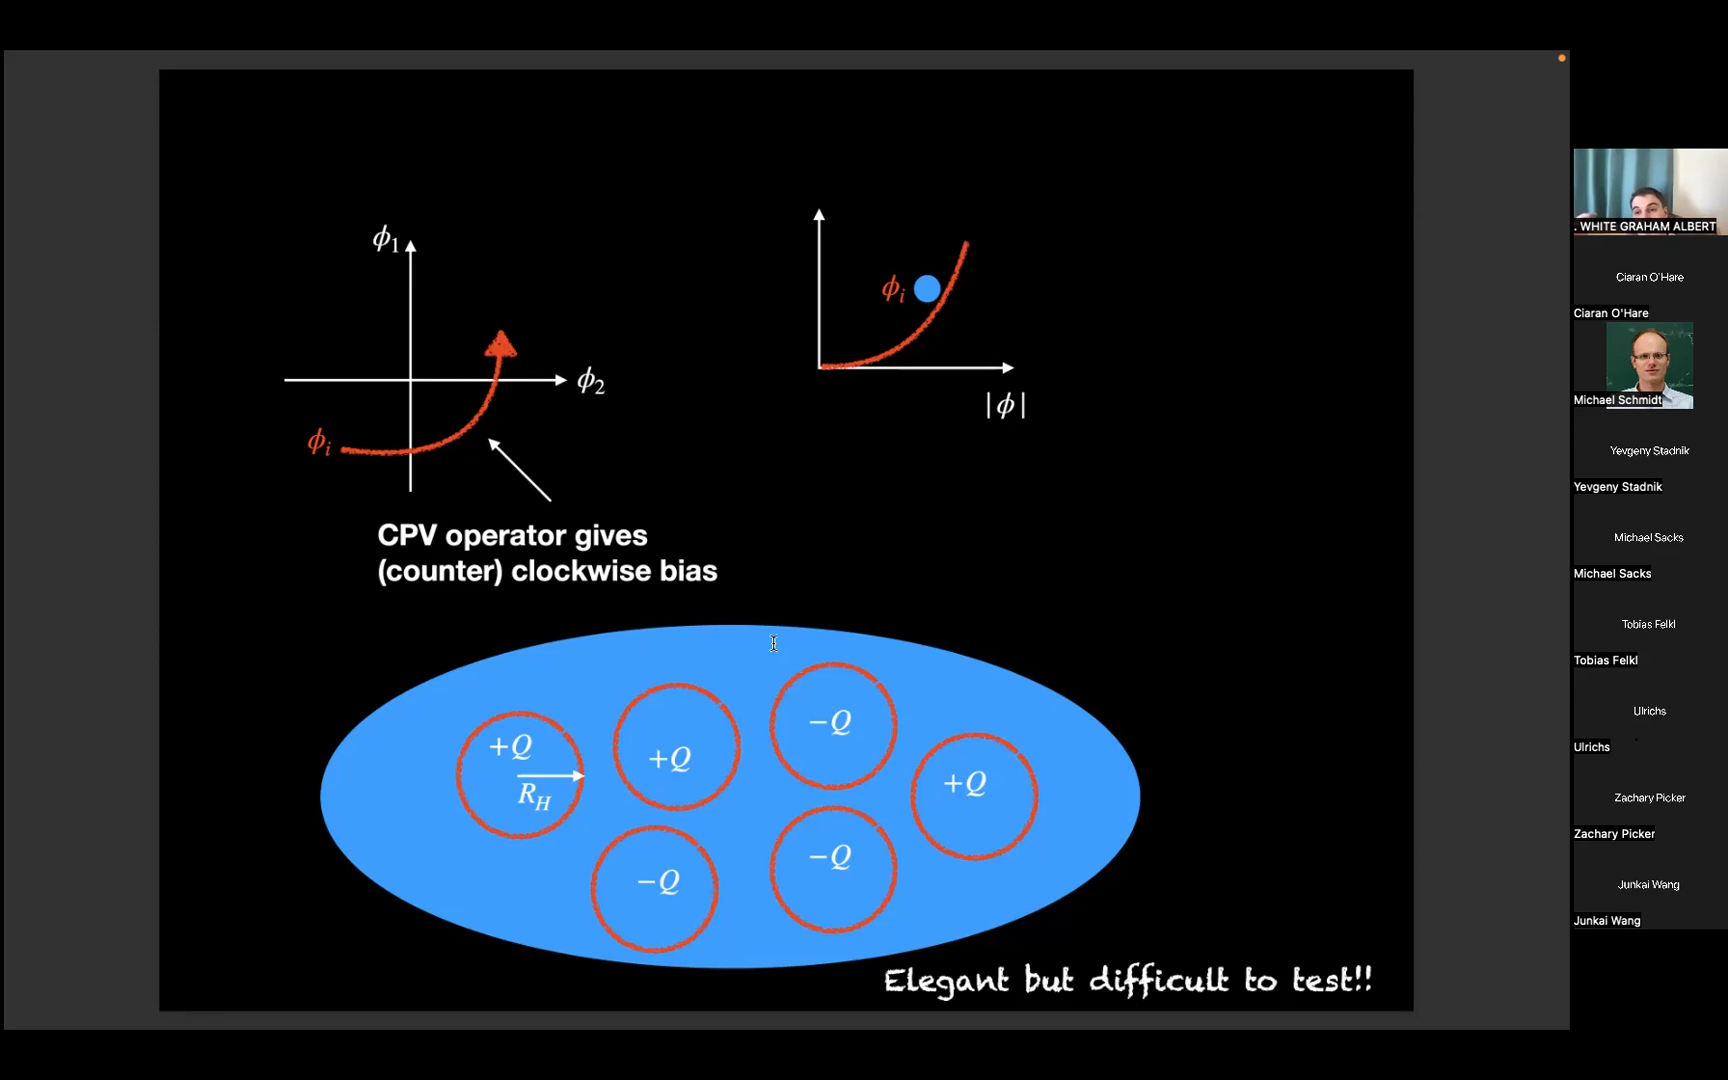 ϕ₁
ϕ₂
ϕᵢ
ϕᵢ
|ϕ|
CPV operator gives
(counter) clockwise bias
+Q
R_H
+Q
−Q
+Q
−Q
−Q
Elegant but difficult to test!!
. WHITE GRAHAM ALBERT
Ciaran O'Hare
Ciaran O'Hare
Michael Schmidt
Yevgeny Stadnik
Yevgeny Stadnik
Michael Sacks
Michael Sacks
Tobias Felkl
Tobias Felkl
Ulrichs
Ulrichs
Zachary Picker
Zachary Picker
Junkai Wang
Junkai Wang